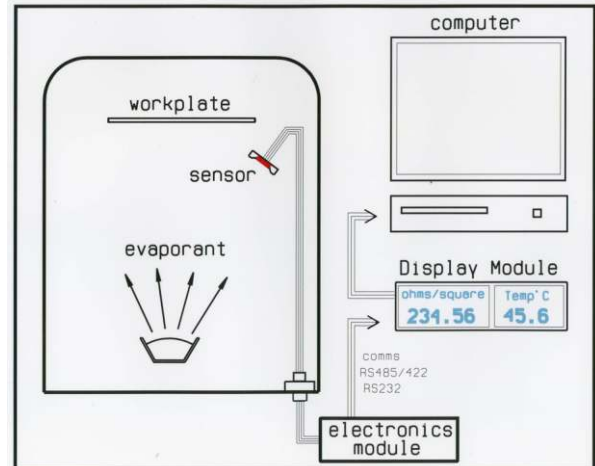 computer
workplate
sensor
evaporant
Display Module
ohms/square
Temp°C
234.56
45.6
comms
RS485/422
RS232
electronics
module